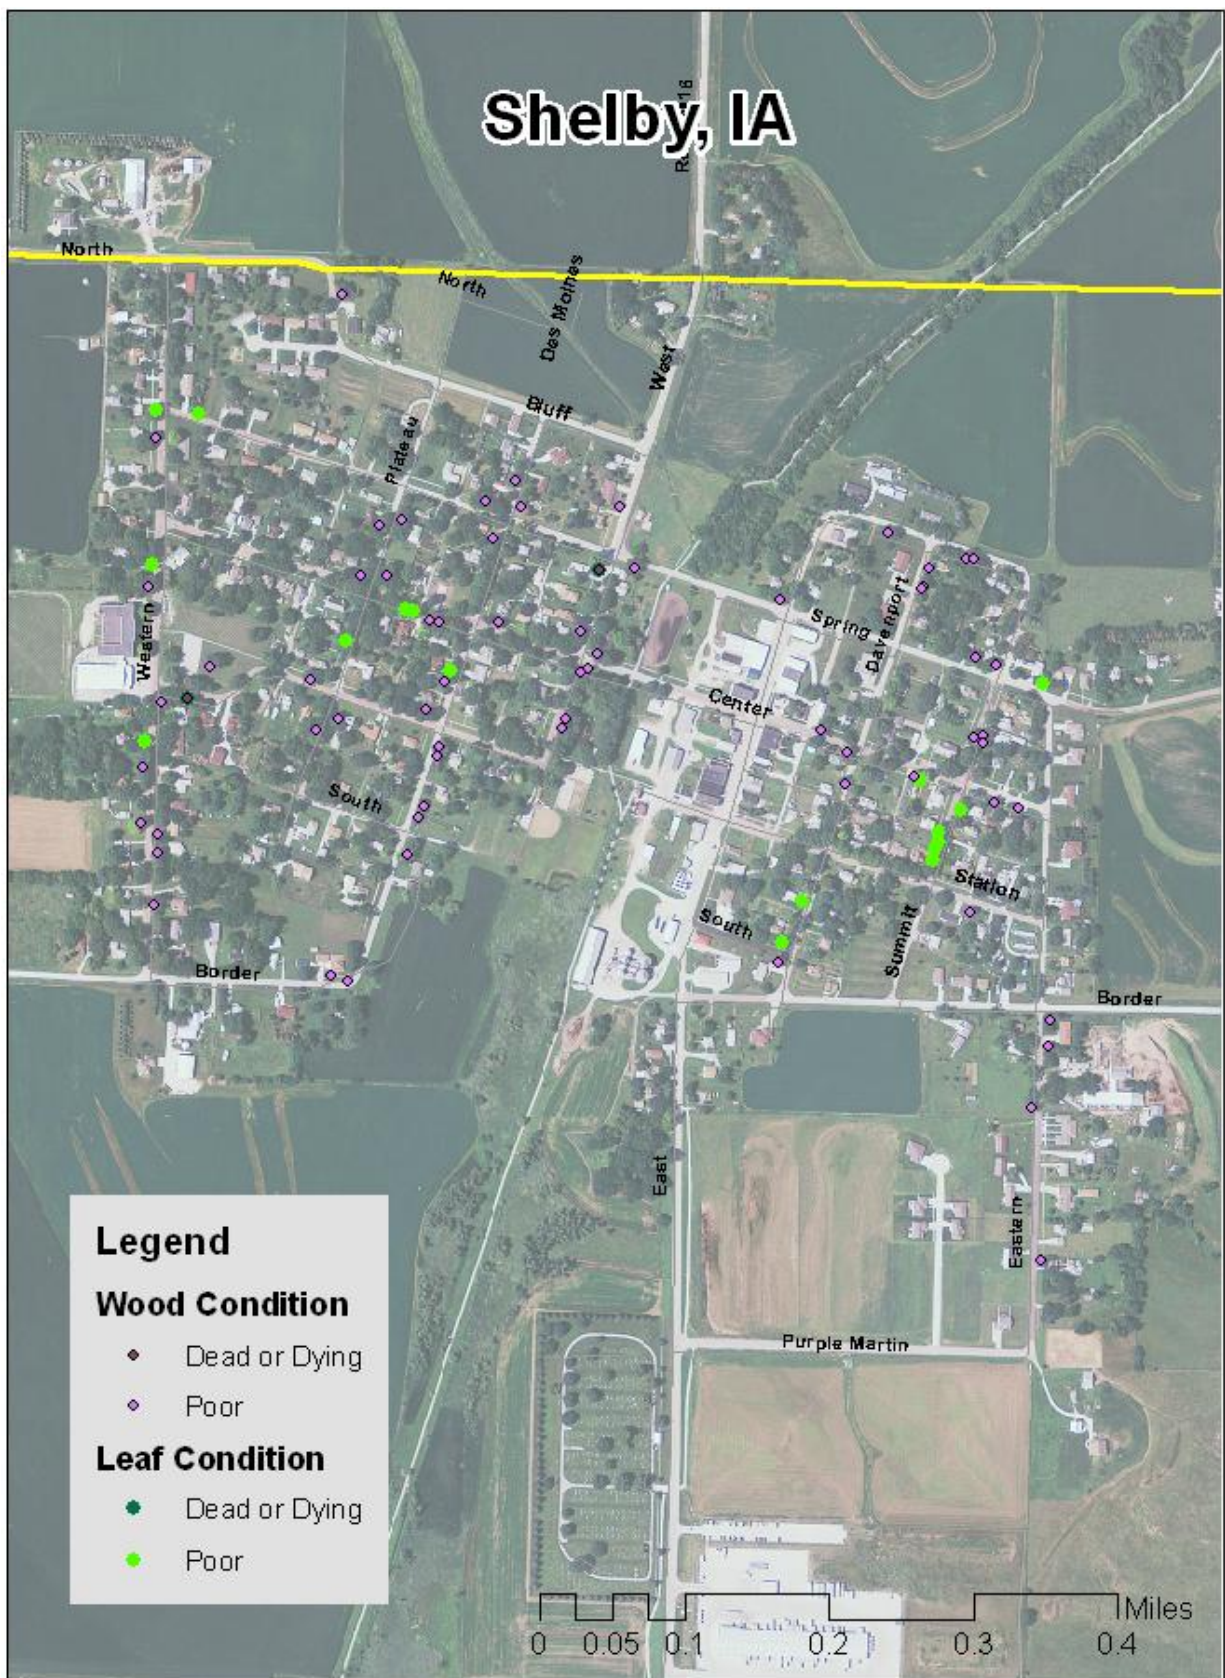 Shelby, IA
16
North
North
Des Moines
West
Bluff
Plateau
Spring
Davenport
Western
Center
South
Station
South
Summit
Border
Border
East
Eastern
Purple Martin
Legend
Wood Condition
Dead or Dying
Poor
Leaf Condition
Dead or Dying
Poor
Miles
0 0.05 0.1 0.2 0.3 0.4